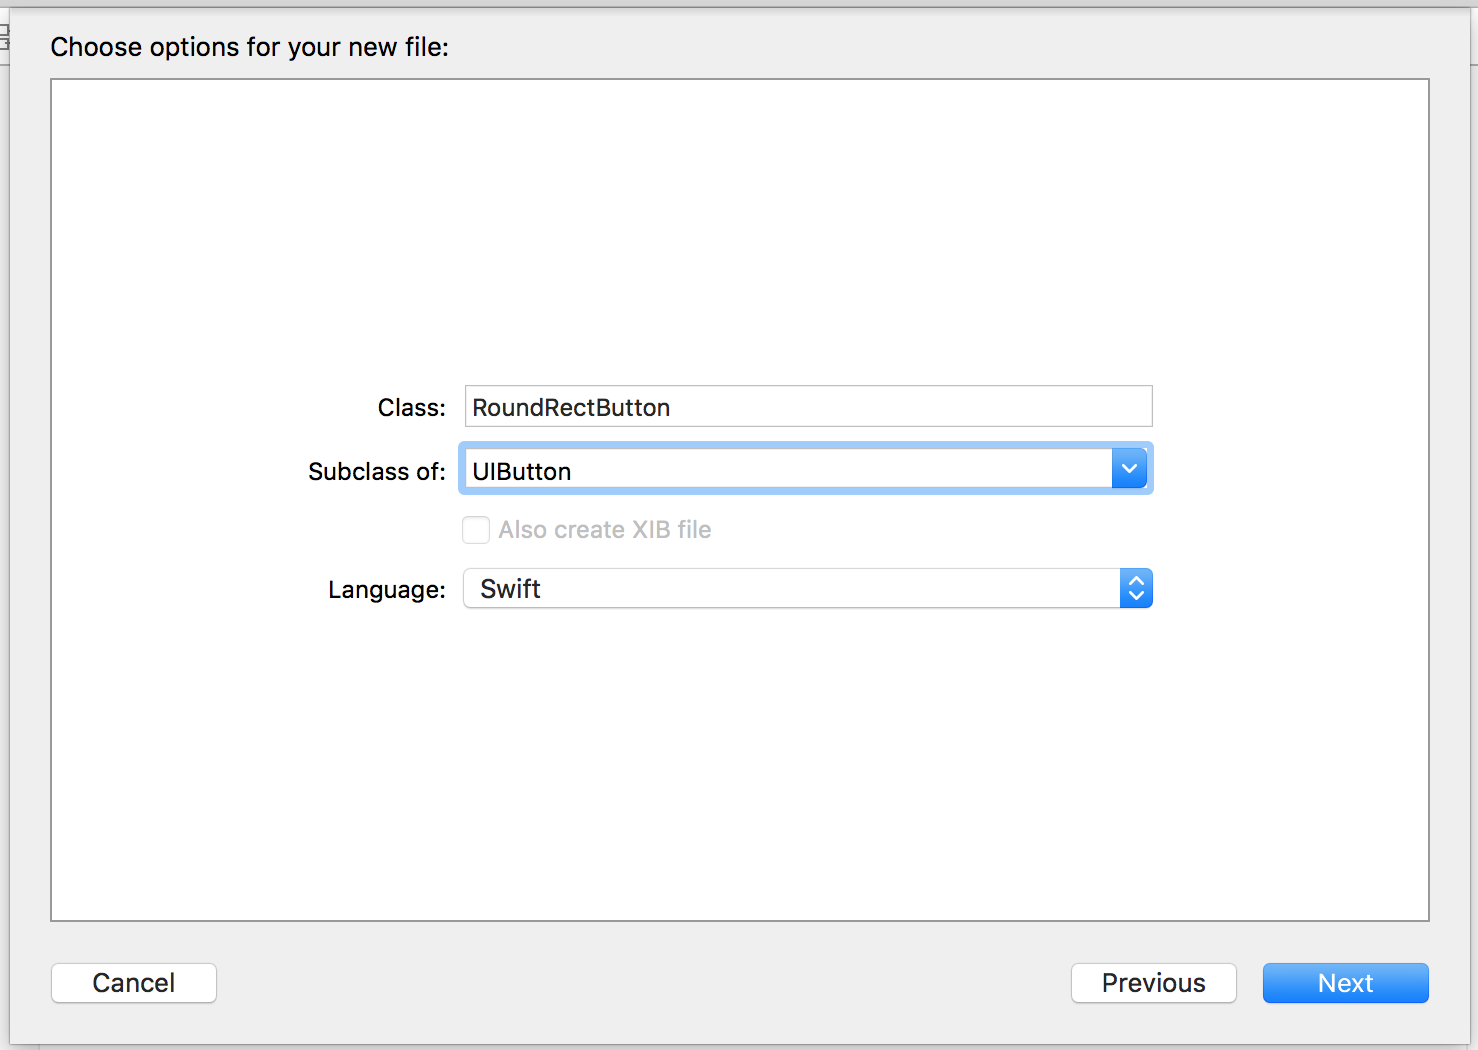 Choose options for your new file:
Class: RoundRectButton
Subclass of: UIButton
Also create XIB file
Language: Swift
Cancel Previous Next